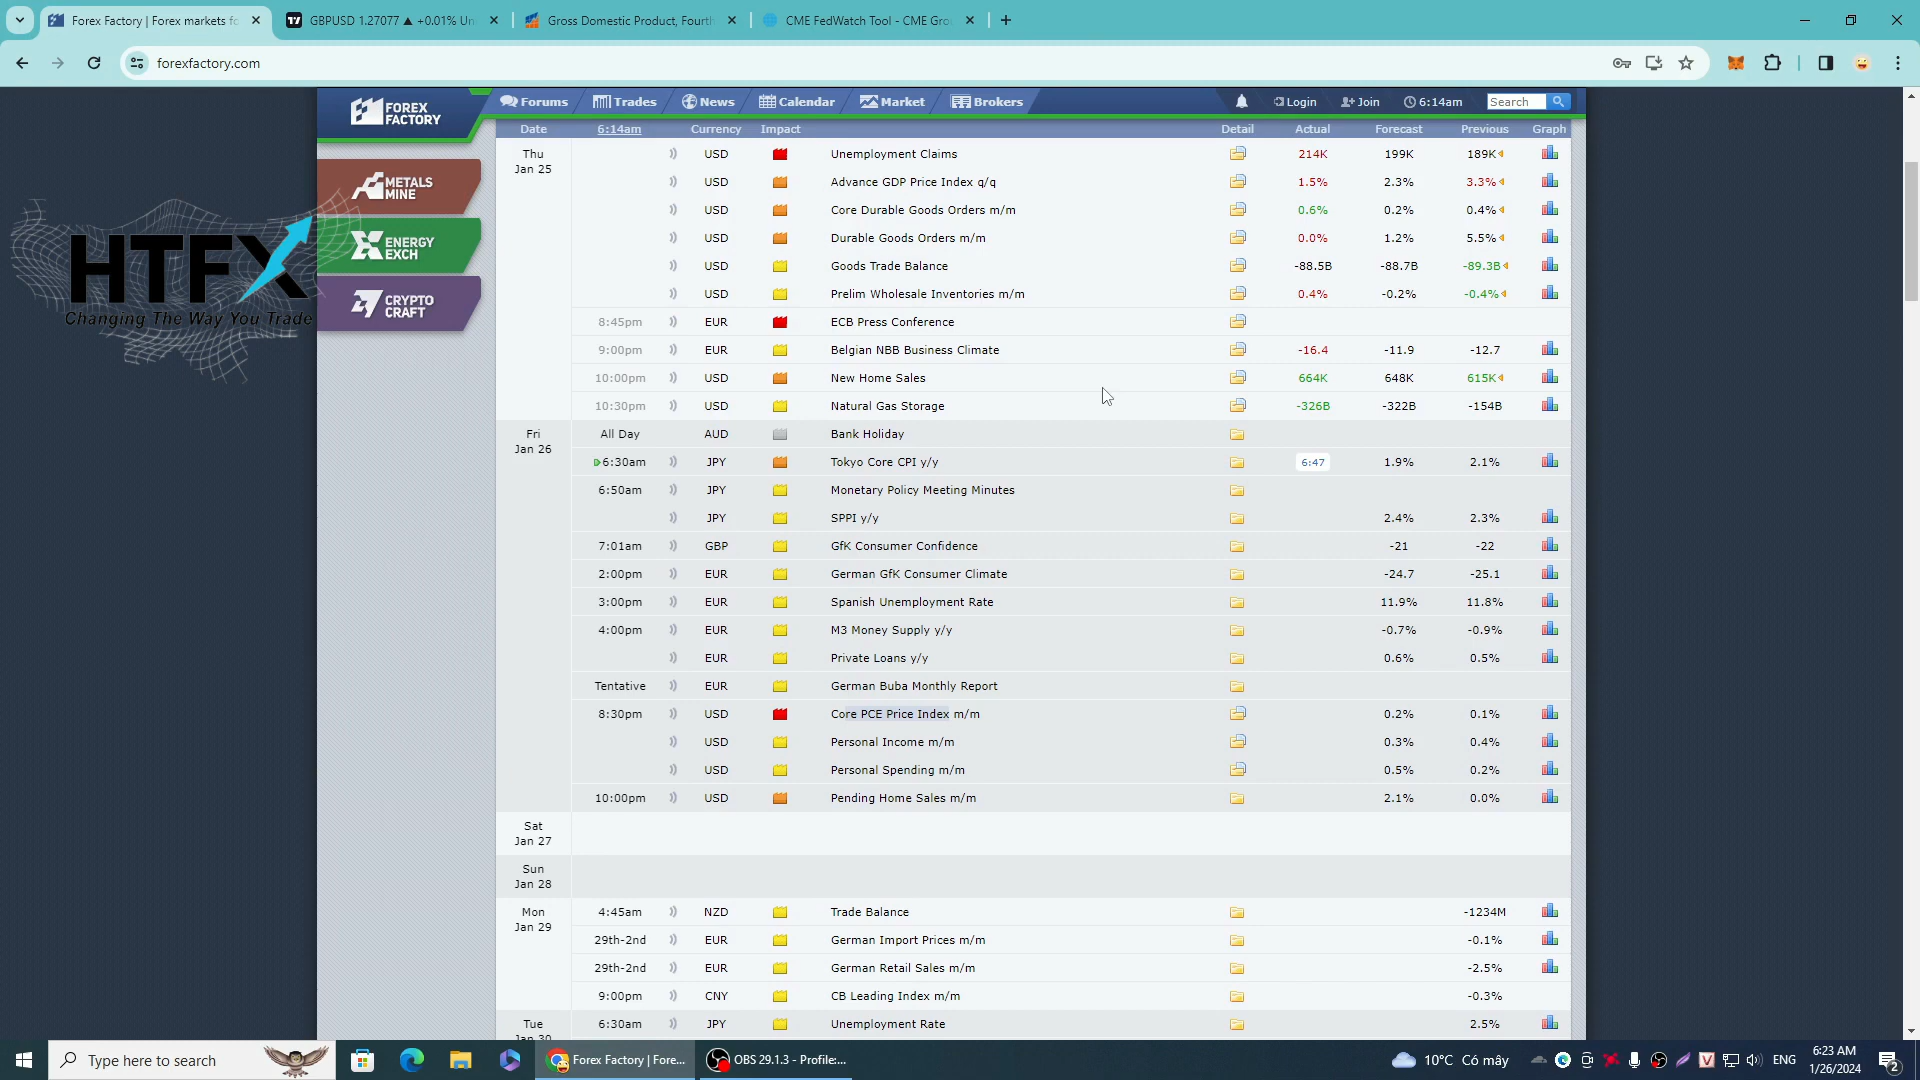 Forex Factory | Forex markets fo
GBPUSD 1.27077 ▲ +0.01% Un
Gross Domestic Product, Fourth
CME FedWatch Tool - CME Gro
forexfactory.com
FOREX FACTORY
Forums Trades News Calendar Market Brokers Login Join 6:14am Search
Date 6:14am Currency Impact Detail Actual Forecast Previous Graph
METALS MINE
ENERGY EXCH
CRYPTO CRAFT
HTFX
Changing The Way You Trade
Thu Jan 25 USD Unemployment Claims 214K 199K 189K
USD Advance GDP Price Index q/q 1.5% 2.3% 3.3%
USD Core Durable Goods Orders m/m 0.6% 0.2% 0.4%
USD Durable Goods Orders m/m 0.0% 1.2% 5.5%
USD Goods Trade Balance -88.5B -88.7B -89.3B
USD Prelim Wholesale Inventories m/m 0.4% -0.2% -0.4%
8:45pm EUR ECB Press Conference
9:00pm EUR Belgian NBB Business Climate -16.4 -11.9 -12.7
10:00pm USD New Home Sales 664K 648K 615K
10:30pm USD Natural Gas Storage -326B -322B -154B
Fri Jan 26 All Day AUD Bank Holiday
6:30am JPY Tokyo Core CPI y/y 6:47 1.9% 2.1%
6:50am JPY Monetary Policy Meeting Minutes
JPY SPPI y/y 2.4% 2.3%
7:01am GBP GfK Consumer Confidence -21 -22
2:00pm EUR German GfK Consumer Climate -24.7 -25.1
3:00pm EUR Spanish Unemployment Rate 11.9% 11.8%
4:00pm EUR M3 Money Supply y/y -0.7% -0.9%
EUR Private Loans y/y 0.6% 0.5%
Tentative EUR German Buba Monthly Report
8:30pm USD Core PCE Price Index m/m 0.2% 0.1%
USD Personal Income m/m 0.3% 0.4%
USD Personal Spending m/m 0.5% 0.2%
10:00pm USD Pending Home Sales m/m 2.1% 0.0%
Sat Jan 27
Sun Jan 28
Mon Jan 29 4:45am NZD Trade Balance -1234M
29th-2nd EUR German Import Prices m/m -0.1%
29th-2nd EUR German Retail Sales m/m -2.5%
9:00pm CNY CB Leading Index m/m -0.3%
Tue Jan 30 6:30am JPY Unemployment Rate 2.5%
Type here to search
Forex Factory | Fore...
OBS 29.1.3 - Profile:...
10°C Có mây
ENG
6:23 AM
1/26/2024
2